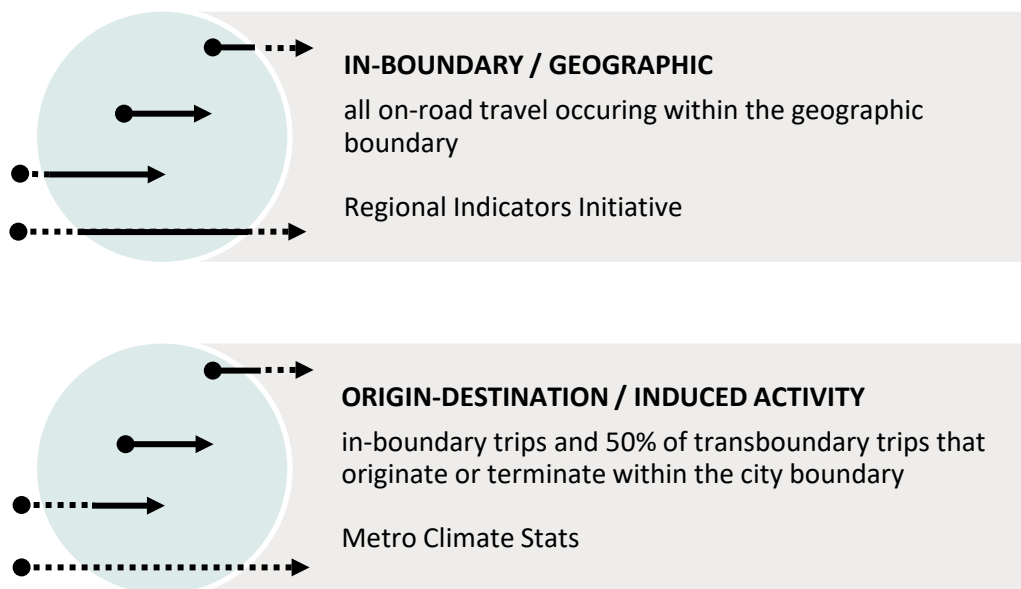 IN-BOUNDARY / GEOGRAPHIC
all on-road travel occuring within the geographic
boundary
Regional Indicators Initiative
ORIGIN-DESTINATION / INDUCED ACTIVITY
in-boundary trips and 50% of transboundary trips that
originate or terminate within the city boundary
Metro Climate Stats